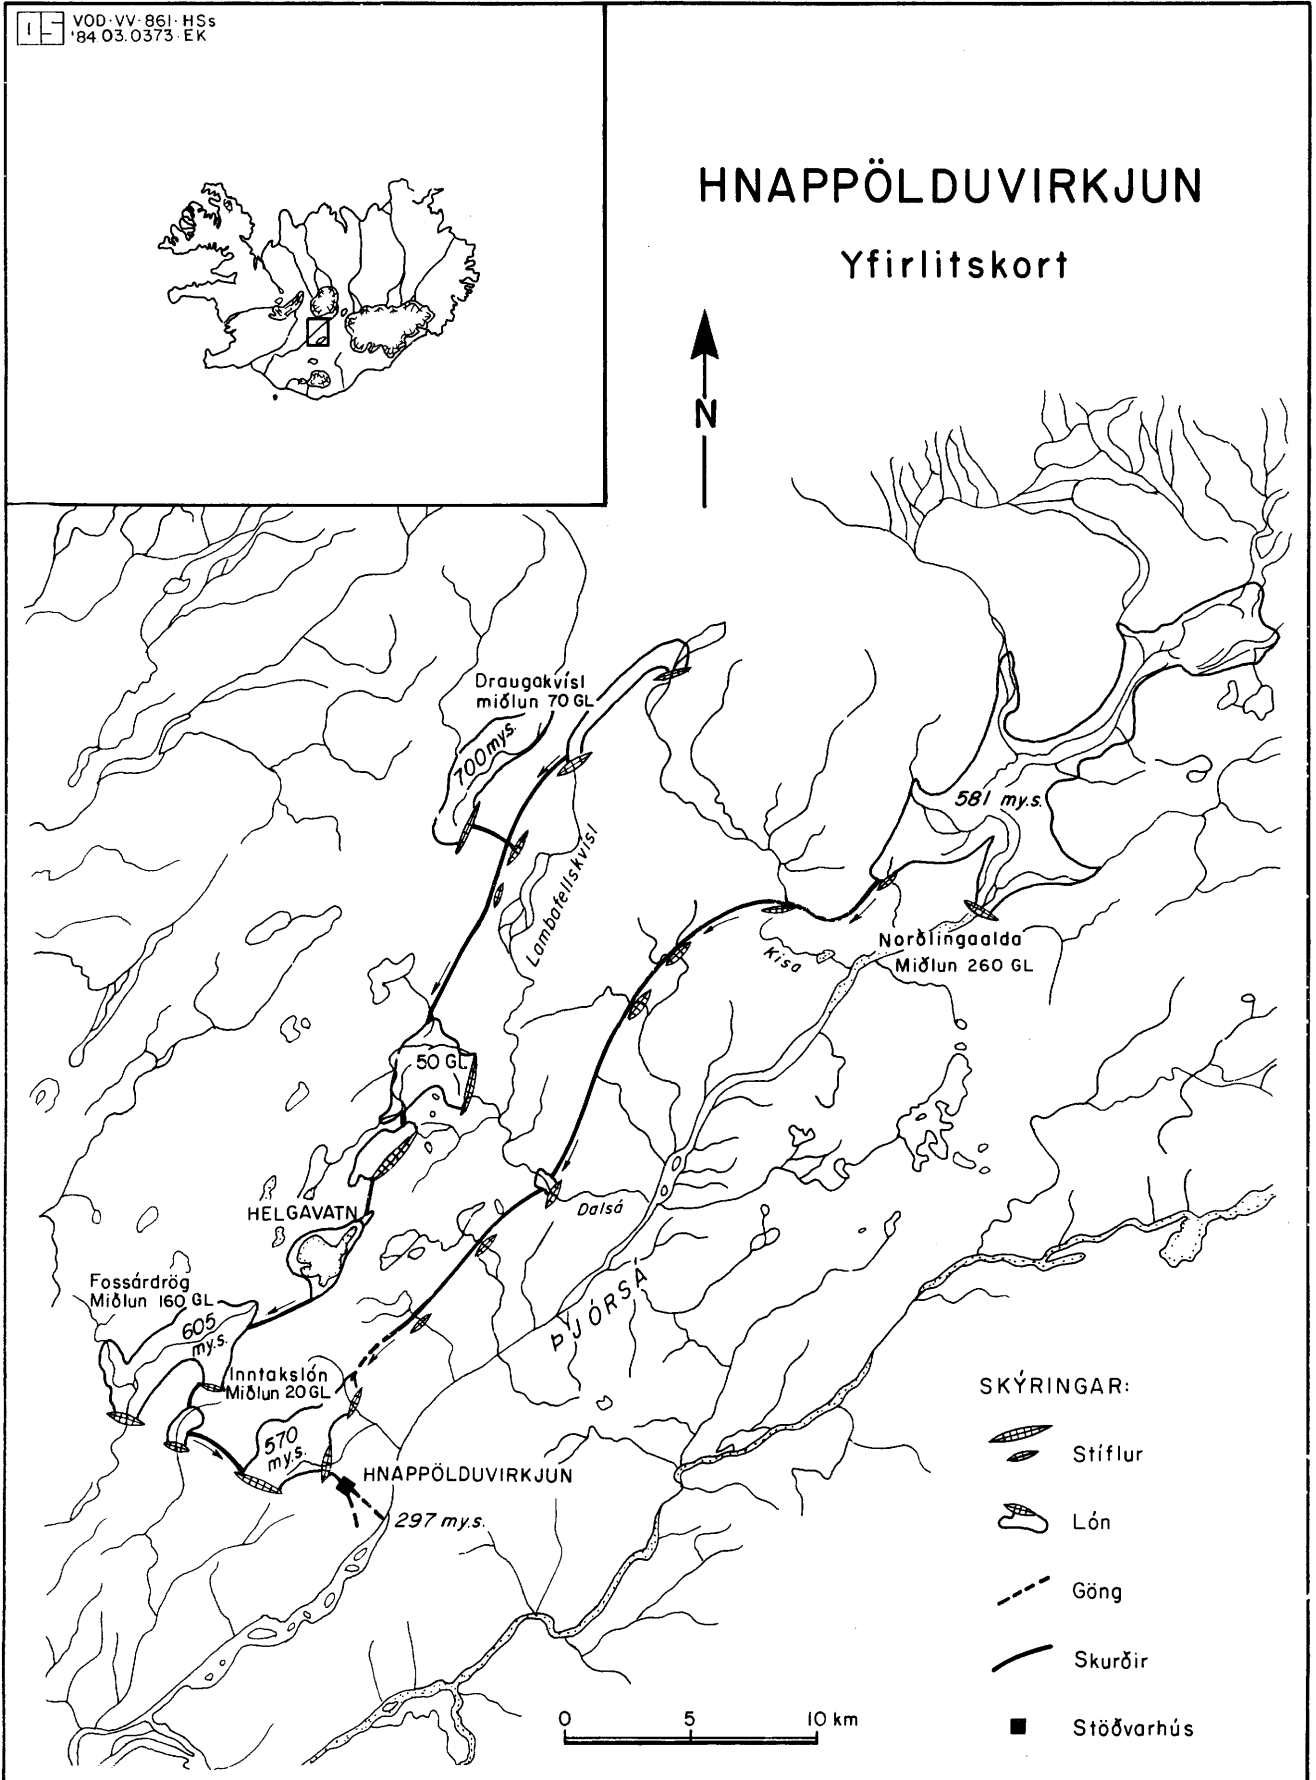 OS VOD·VV·861·HSs
'84 03.0373·EK
HNAPPÖLDUVIRKJUN
Yfirlitskort
N
Draugakvísl
miðlun 70 GL
700 my.s.
581 my.s.
Lambafellskvísl
Norðlingaalda
Miðlun 260 GL
Kisa
50 GL
HELGAVATN
Dalsá
Fossárdrög
Miðlun 160 GL
605
my.s.
ÞJÓRSÁ
Inntakslón
Miðlun 20 GL
570
my.s.
HNAPPÖLDUVIRKJUN
297 my.s.
SKÝRINGAR:
Stíflur
Lón
Göng
Skurðir
Stöðvarhús
0 5 10 km